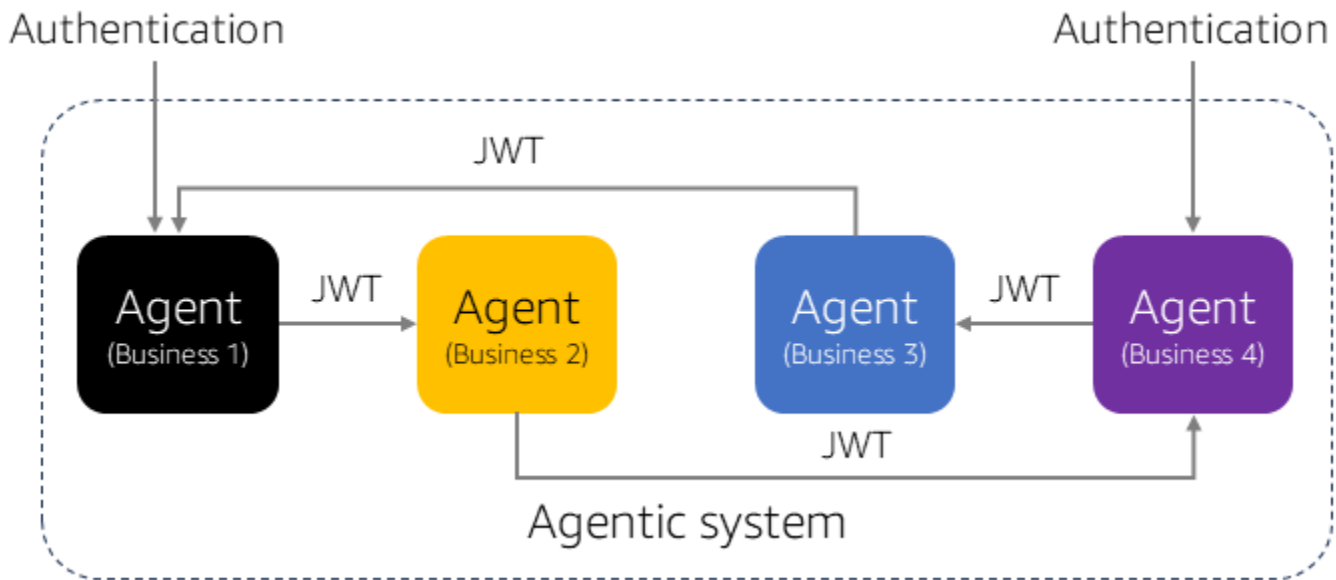 Authentication
Authentication
JWT
JWT
JWT
Agent
(Business 1)
Agent
(Business 2)
Agent
(Business 3)
Agent
(Business 4)
JWT
Agentic system